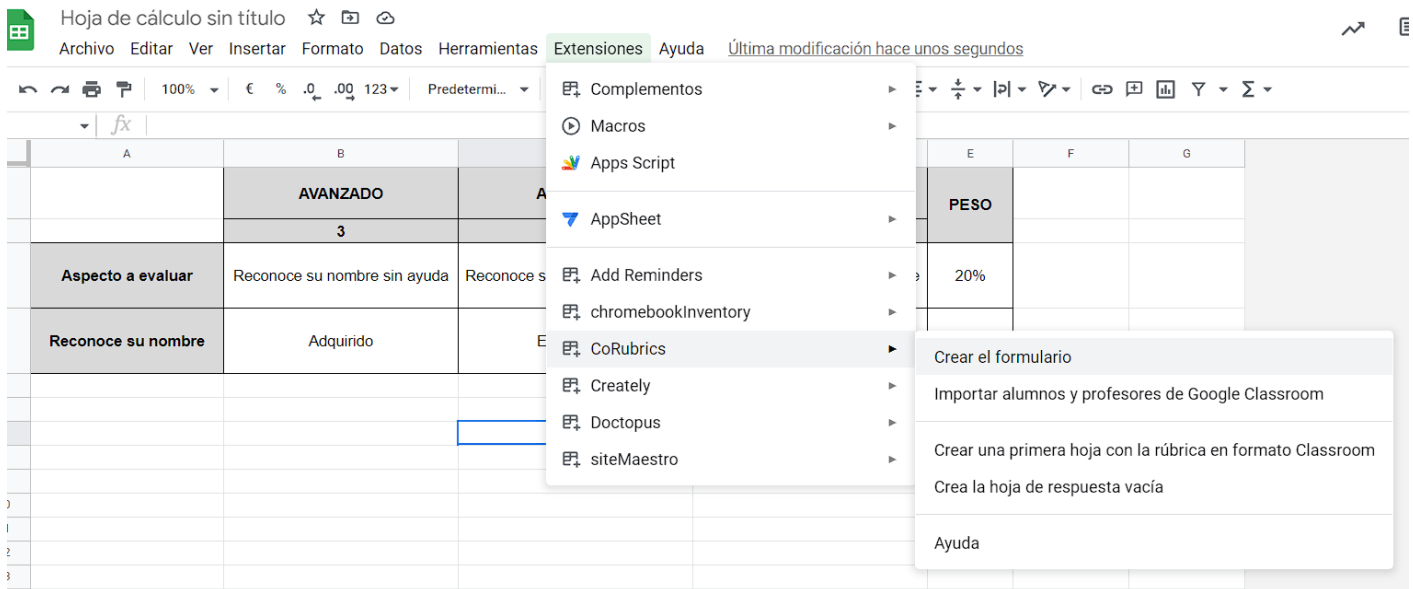 Hoja de cálculo sin título
Archivo Editar Ver Insertar Formato Datos Herramientas Extensiones Ayuda Última modificación hace unos segundos
100% € % .0 .00 123 Predetermi...
fx
A B E F G
AVANZADO A PESO
3
Aspecto a evaluar Reconoce su nombre sin ayuda Reconoce s 20%
Reconoce su nombre Adquirido E
Complementos
Macros
Apps Script
AppSheet
Add Reminders
chromebookInventory
CoRubrics
Creately
Doctopus
siteMaestro
Crear el formulario
Importar alumnos y profesores de Google Classroom
Crear una primera hoja con la rúbrica en formato Classroom
Crea la hoja de respuesta vacía
Ayuda